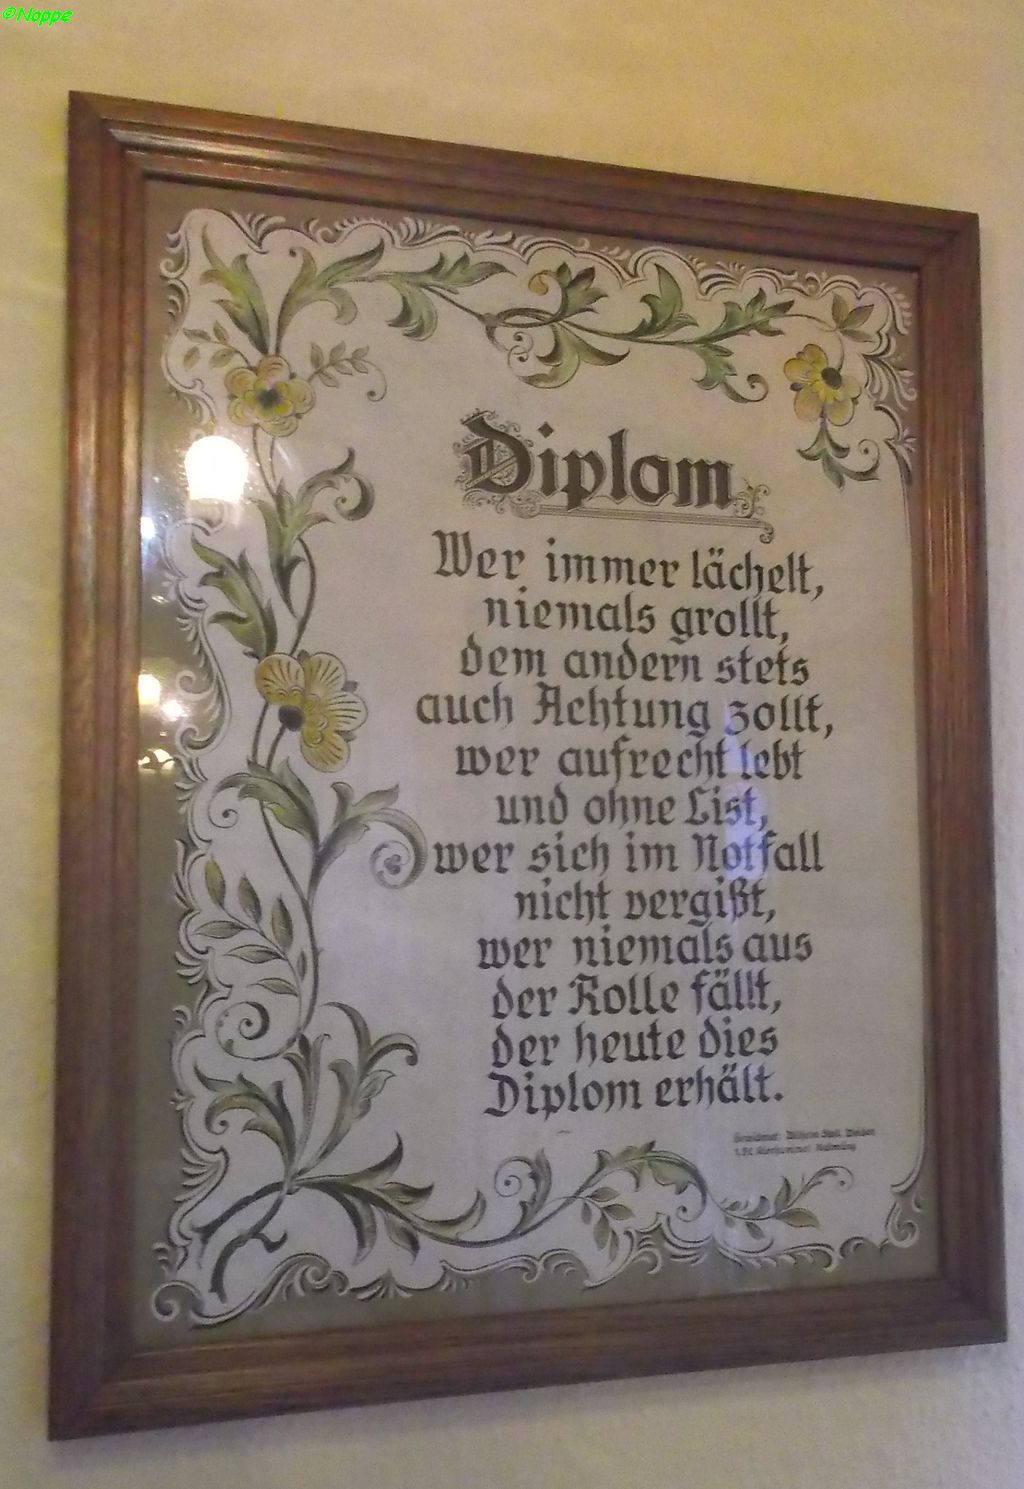 ©Noppe
Diplom
Wer immer lächelt,
niemals grollt,
dem andern stets
auch Achtung zollt,
wer aufrecht lebt
und ohne List,
wer sich im Notfall
nicht vergißt,
wer niemals aus
der Rolle fällt,
der heute dies
Diplom erhält.